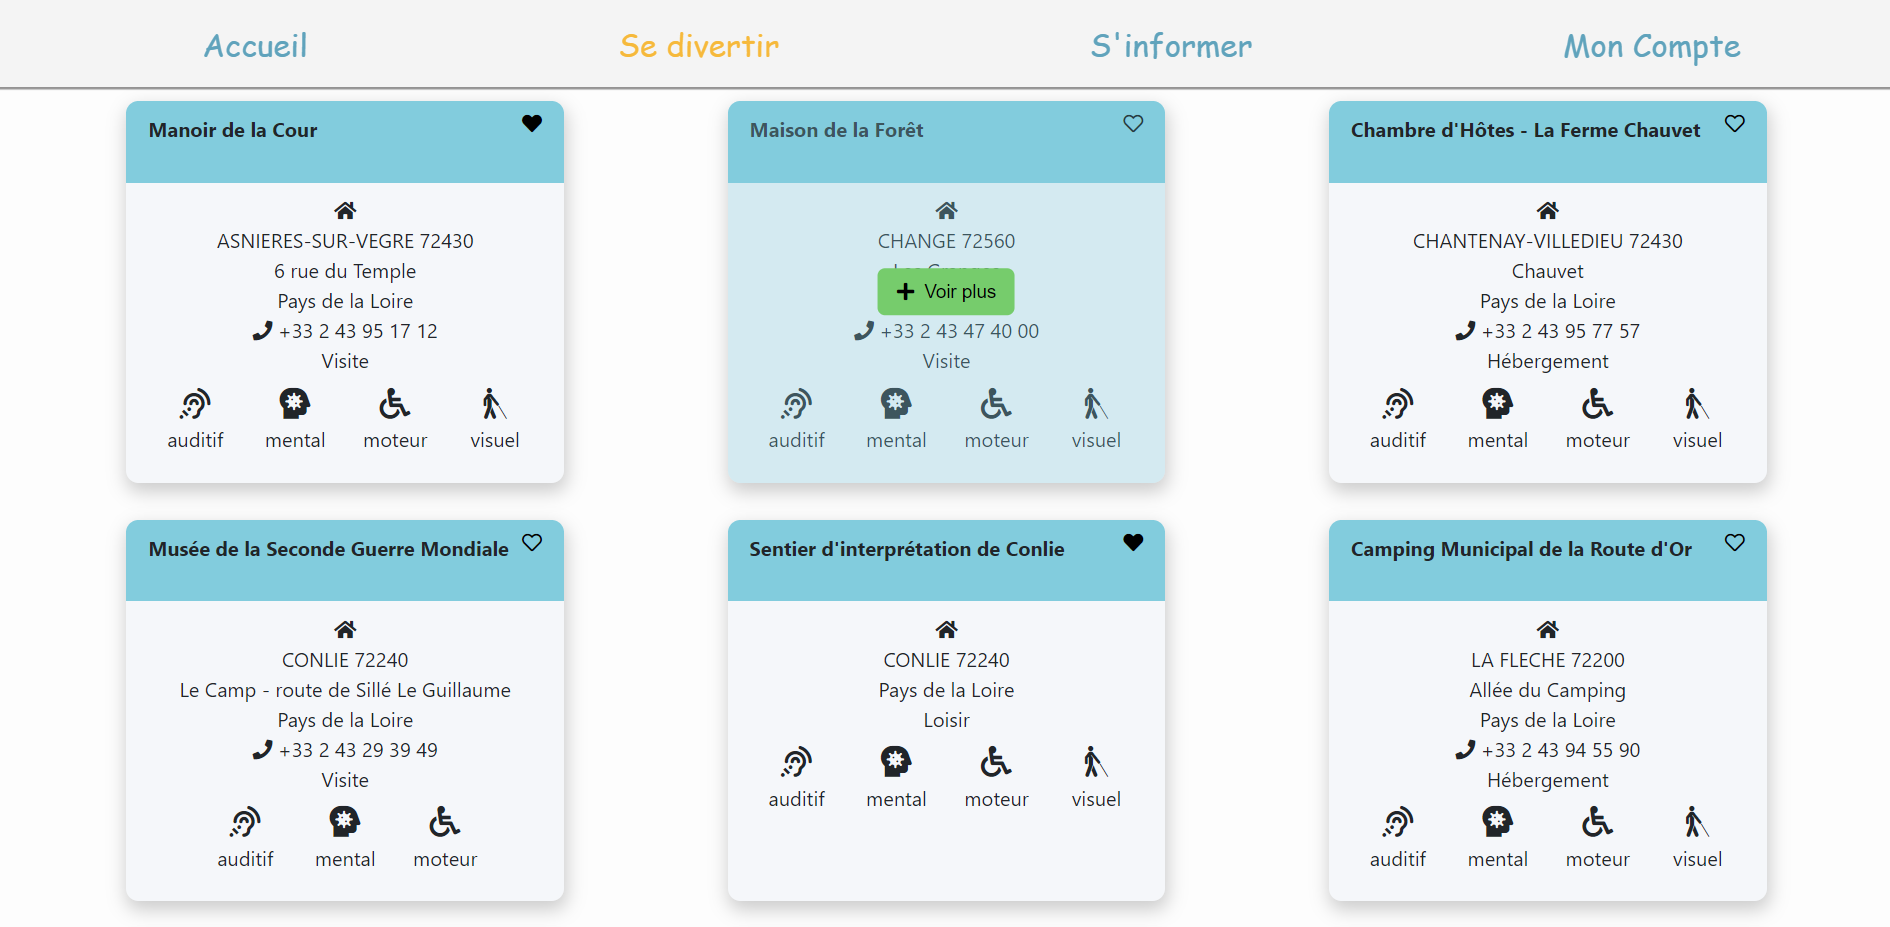 Accueil
Se divertir
S'informer
Mon Compte
Manoir de la Cour
ASNIERES-SUR-VEGRE 72430
6 rue du Temple
Pays de la Loire
+33 2 43 95 17 12
Visite
auditif mental moteur visuel
Maison de la Forêt
CHANGE 72560
Voir plus
+33 2 43 47 40 00
Visite
auditif mental moteur visuel
Chambre d'Hôtes - La Ferme Chauvet
CHANTENAY-VILLEDIEU 72430
Chauvet
Pays de la Loire
+33 2 43 95 77 57
Hébergement
auditif mental moteur visuel
Musée de la Seconde Guerre Mondiale
CONLIE 72240
Le Camp - route de Sillé Le Guillaume
Pays de la Loire
+33 2 43 29 39 49
Visite
auditif mental moteur
Sentier d'interprétation de Conlie
CONLIE 72240
Pays de la Loire
Loisir
auditif mental moteur visuel
Camping Municipal de la Route d'Or
LA FLECHE 72200
Allée du Camping
Pays de la Loire
+33 2 43 94 55 90
Hébergement
auditif mental moteur visuel